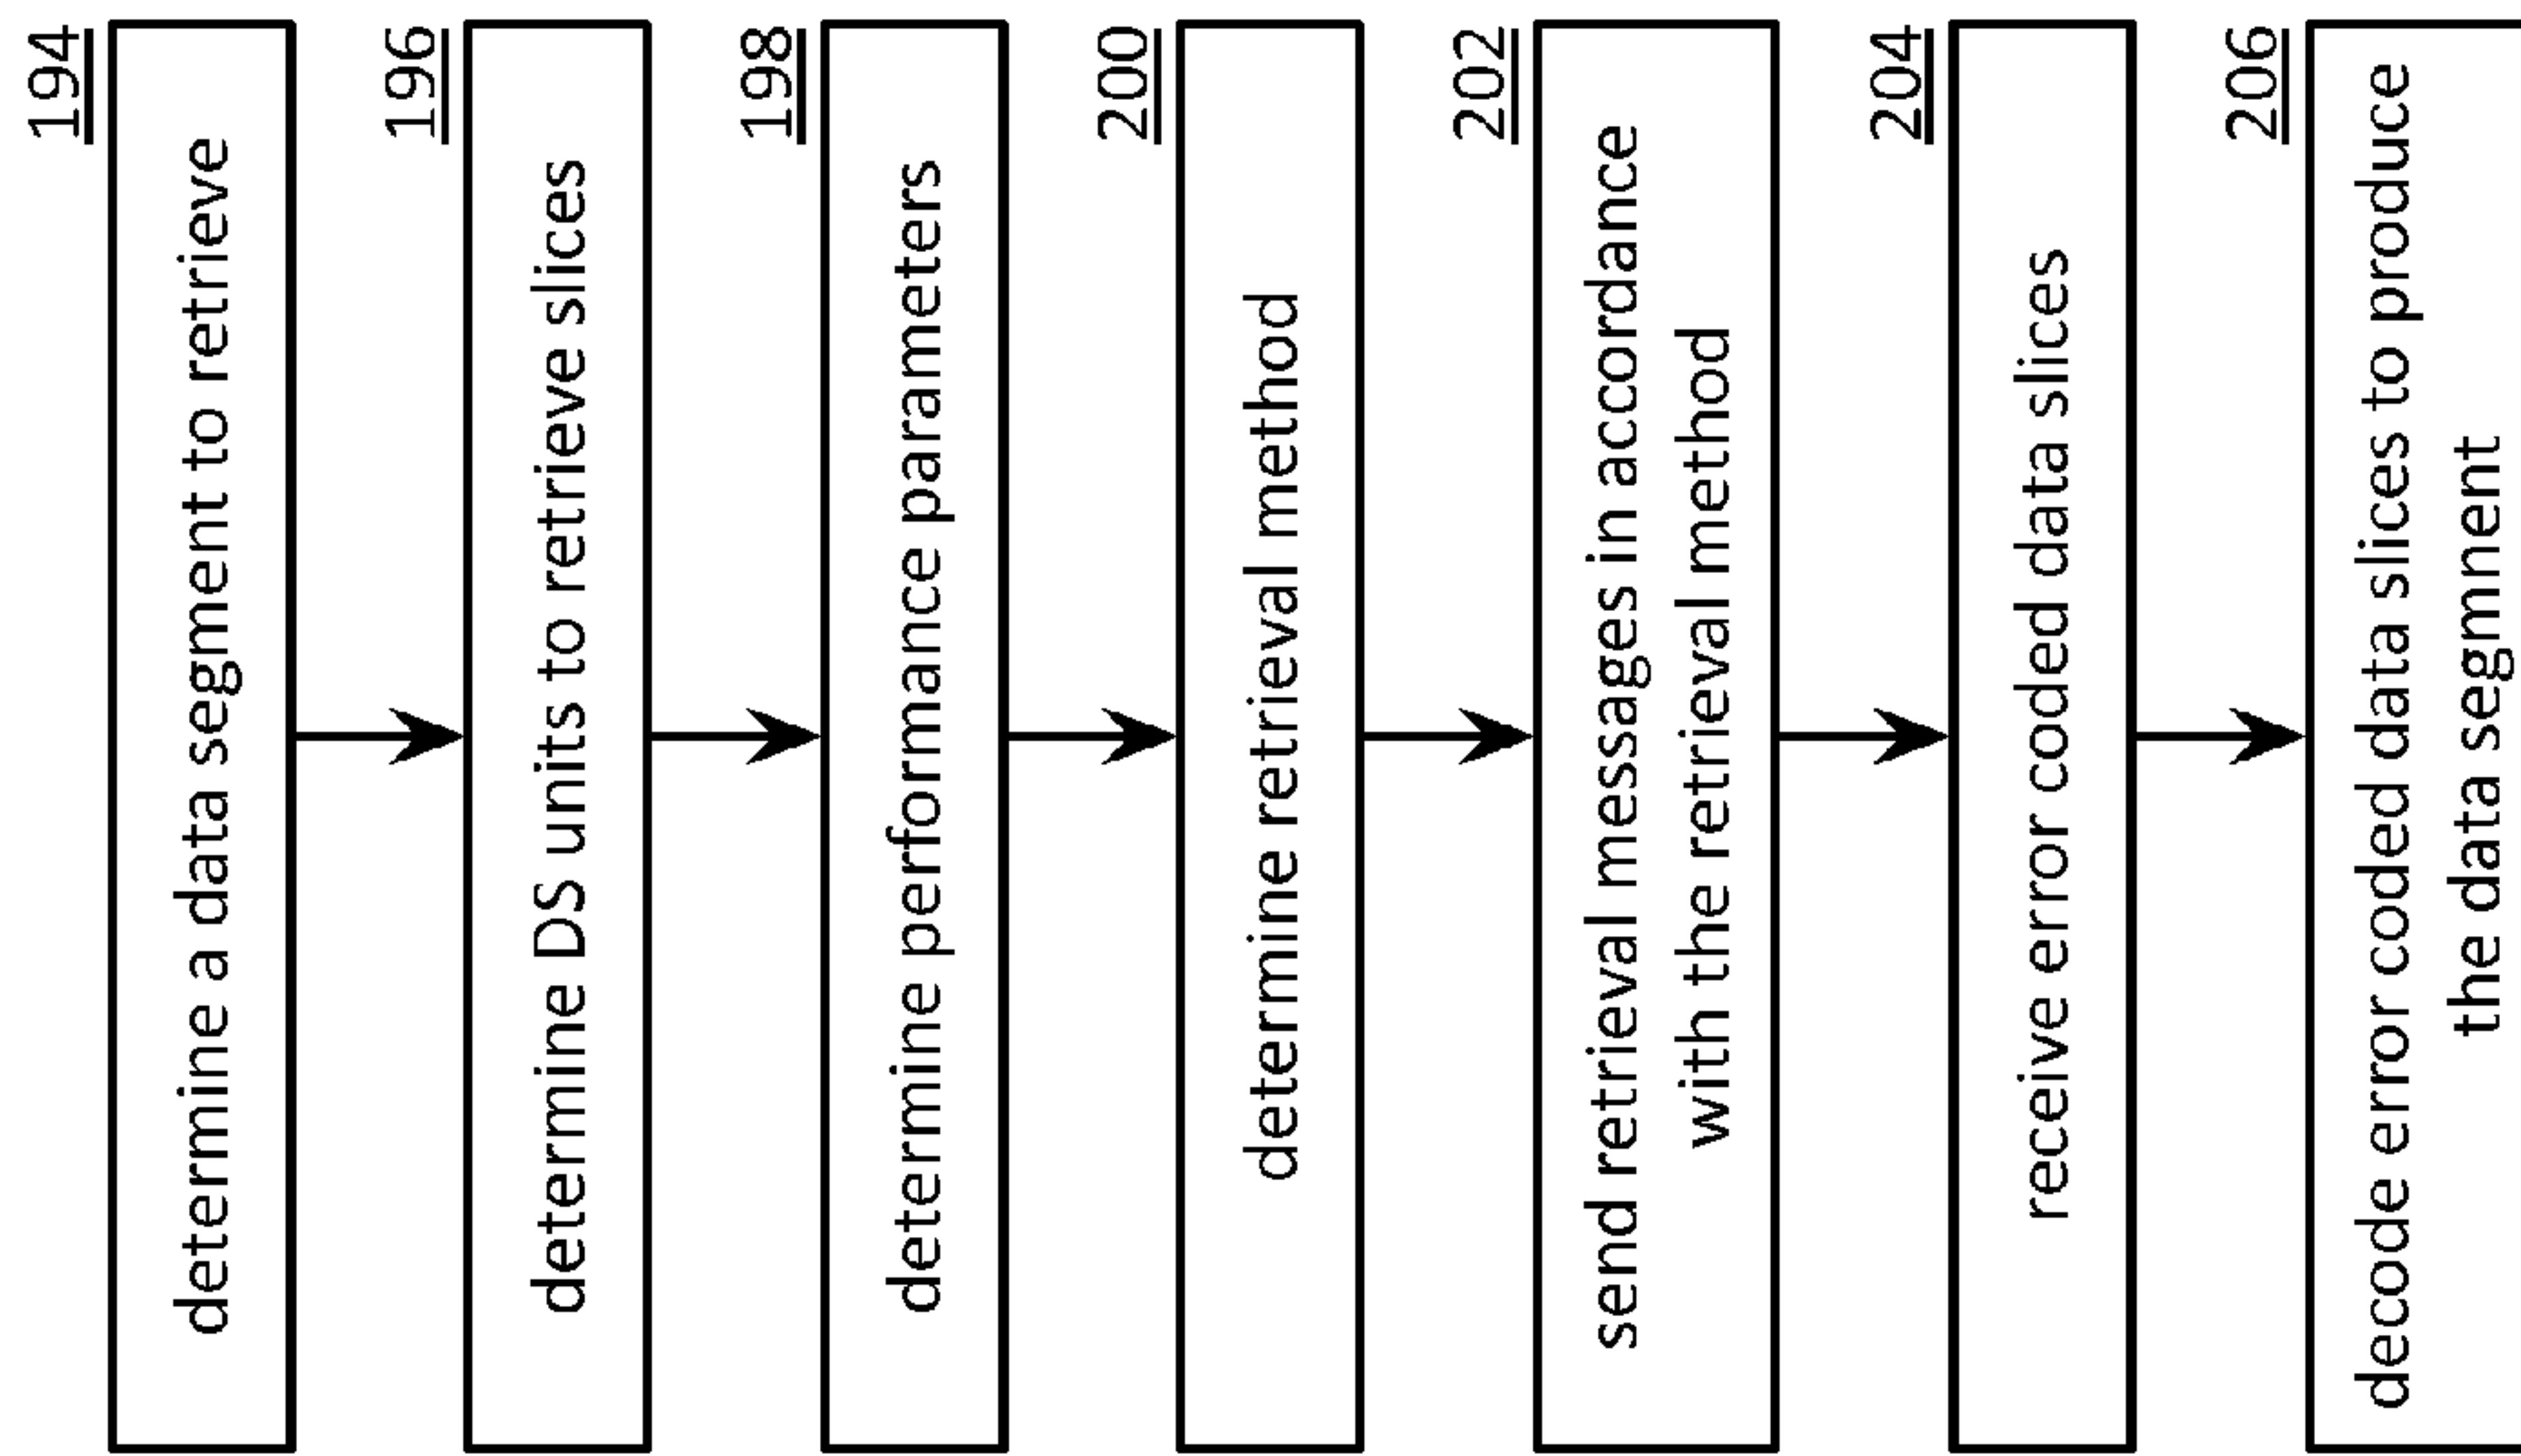 194
determine a data segment to retrieve
196
determine DS units to retrieve slices
198
determine performance parameters
200
determine retrieval method
202
send retrieval messages in accordance
with the retrieval method
204
receive error coded data slices
206
decode error coded data slices to produce
the data segment